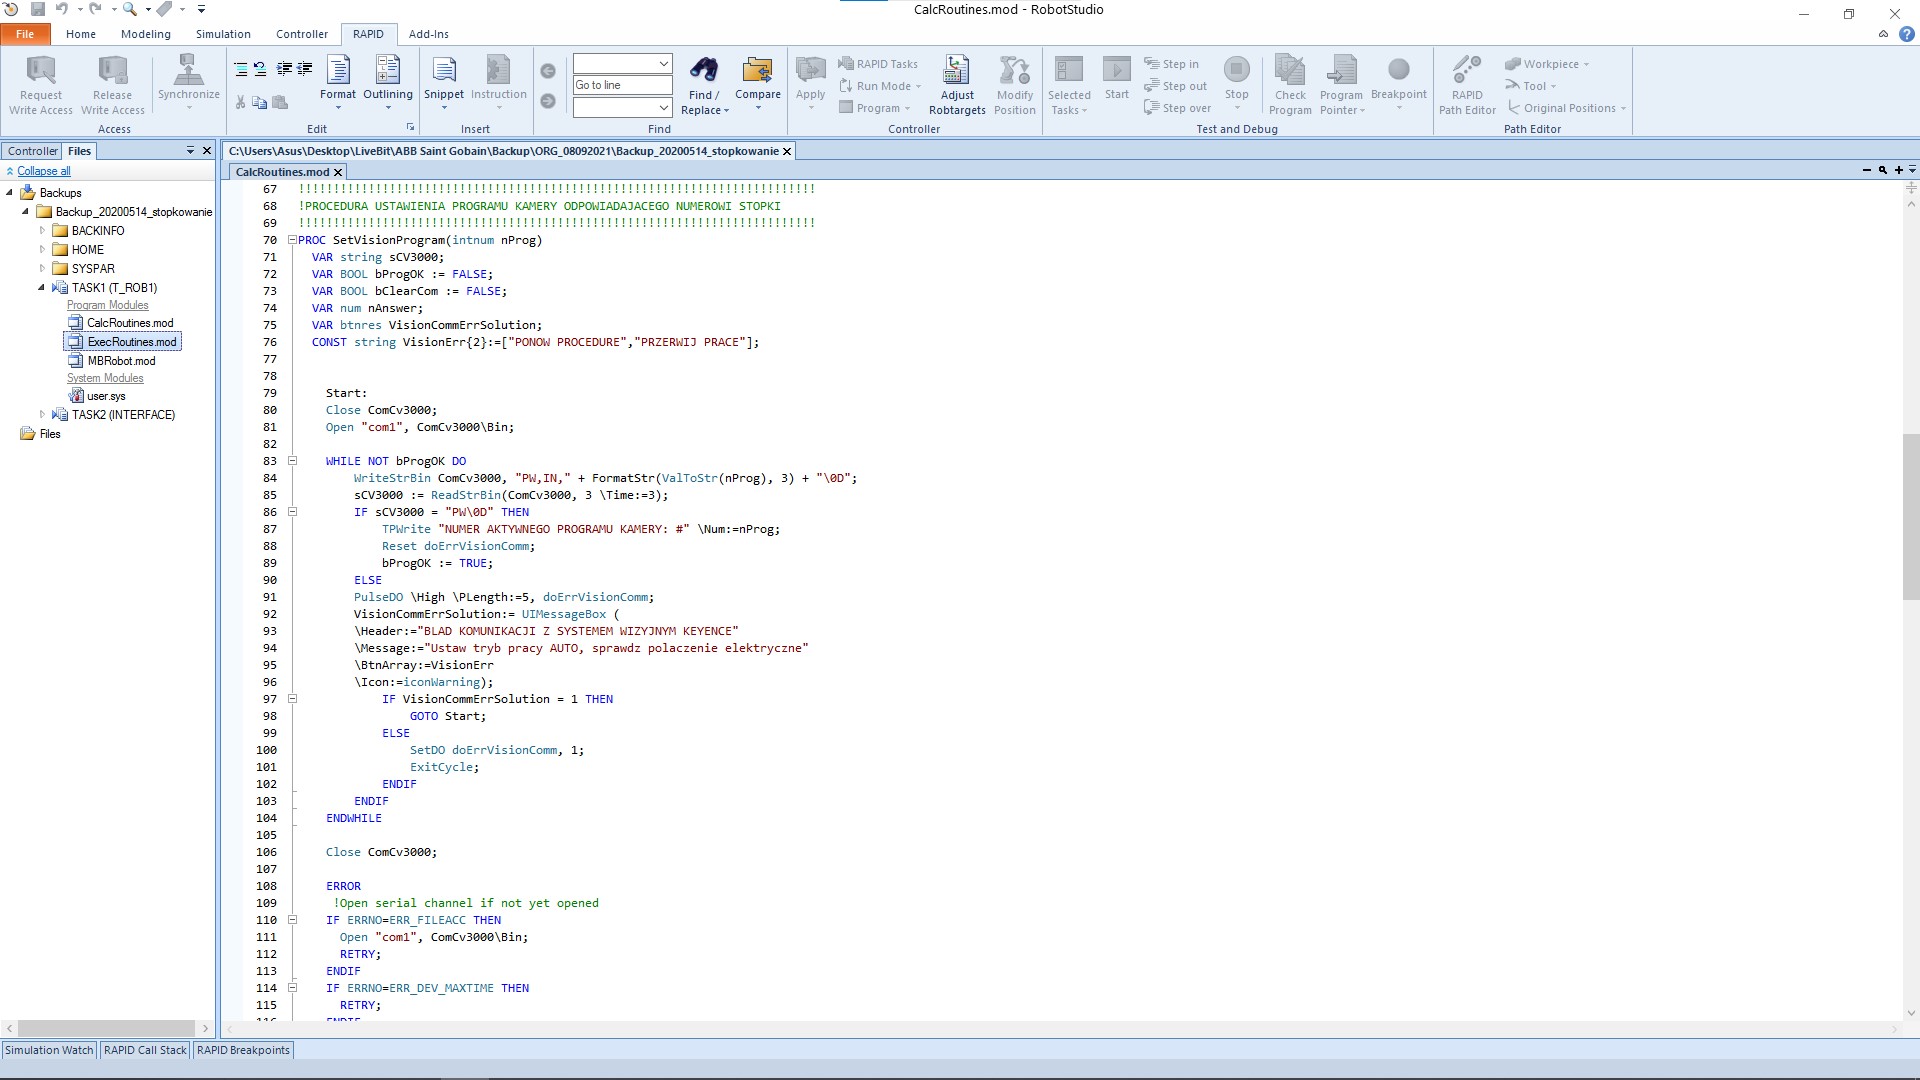 CalcRoutines.mod - RobotStudio
File Home Modeling Simulation Controller RAPID Add-Ins
Request Write Access
Release Write Access
Synchronize
Access
Format
Outlining
Edit
Snippet
Instruction
Insert
Go to line
Find / Replace
Compare
Find
Apply
RAPID Tasks
Run Mode
Program
Adjust Robtargets
Modify Position
Controller
Selected Tasks
Start
Step in
Step out
Step over
Stop
Check Program
Program Pointer
Breakpoint
Test and Debug
RAPID Path Editor
Workpiece
Tool
Original Positions
Path Editor
Controller Files
Collapse all
Backups
Backup_20200514_stopkowanie
BACKINFO
HOME
SYSPAR
TASK1 (T_ROB1)
Program Modules
CalcRoutines.mod
ExecRoutines.mod
MBRobot.mod
System Modules
user.sys
TASK2 (INTERFACE)
Files
C:\Users\Asus\Desktop\LiveBit\ABB Saint Gobain\Backup\ORG_08092021\Backup_20200514_stopkowanie
CalcRoutines.mod
67 !!!!!!!!!!!!!!!!!!!!!!!!!!!!!!!!!!!!!!!!!!!!!!!!!!!!!!!!!!!!!!!!!!!!!!!!!!
68 !PROCEDURA USTAWIENIA PROGRAMU KAMERY ODPOWIADAJACEGO NUMEROWI STOPKI
69 !!!!!!!!!!!!!!!!!!!!!!!!!!!!!!!!!!!!!!!!!!!!!!!!!!!!!!!!!!!!!!!!!!!!!!!!!!
70 PROC SetVisionProgram(intnum nProg)
71 VAR string sCV3000;
72 VAR BOOL bProgOK := FALSE;
73 VAR BOOL bClearCom := FALSE;
74 VAR num nAnswer;
75 VAR btnres VisionCommErrSolution;
76 CONST string VisionErr{2}:=["PONOW PROCEDURE","PRZERWIJ PRACE"];
77
78
79 Start:
80 Close ComCv3000;
81 Open "com1", ComCv3000\Bin;
82
83 WHILE NOT bProgOK DO
84 WriteStrBin ComCv3000, "PW,IN," + FormatStr(ValToStr(nProg), 3) + "\0D";
85 sCV3000 := ReadStrBin(ComCv3000, 3 \Time:=3);
86 IF sCV3000 = "PW\0D" THEN
87 TPWrite "NUMER AKTYWNEGO PROGRAMU KAMERY: #" \Num:=nProg;
88 Reset doErrVisionComm;
89 bProgOK := TRUE;
90 ELSE
91 PulseDO \High \PLength:=5, doErrVisionComm;
92 VisionCommErrSolution:= UIMessageBox (
93 \Header:="BLAD KOMUNIKACJI Z SYSTEMEM WIZYJNYM KEYENCE"
94 \Message:="Ustaw tryb pracy AUTO, sprawdz polaczenie elektryczne"
95 \BtnArray:=VisionErr
96 \Icon:=iconWarning);
97 IF VisionCommErrSolution = 1 THEN
98 GOTO Start;
99 ELSE
100 SetDO doErrVisionComm, 1;
101 ExitCycle;
102 ENDIF
103 ENDIF
104 ENDWHILE
105
106 Close ComCv3000;
107
108 ERROR
109 !Open serial channel if not yet opened
110 IF ERRNO=ERR_FILEACC THEN
111 Open "com1", ComCv3000\Bin;
112 RETRY;
113 ENDIF
114 IF ERRNO=ERR_DEV_MAXTIME THEN
115 RETRY;
116 ENDIF
Simulation Watch RAPID Call Stack RAPID Breakpoints